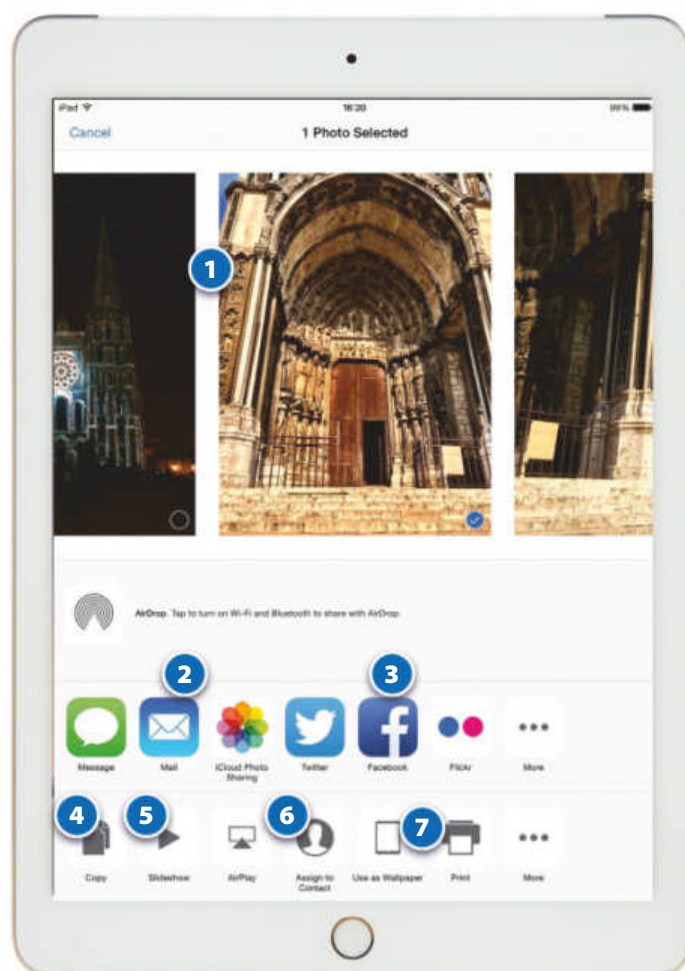 iPad 16:20 99%
Cancel 1 Photo Selected
1
AirDrop. Tap to turn on Wi-Fi and Bluetooth to share with AirDrop.
2 3
Message Mail iCloud Photo Sharing Twitter Facebook Flickr More
4 5 6 7
Copy Slideshow AirPlay Assign to Contact Use as Wallpaper Print More